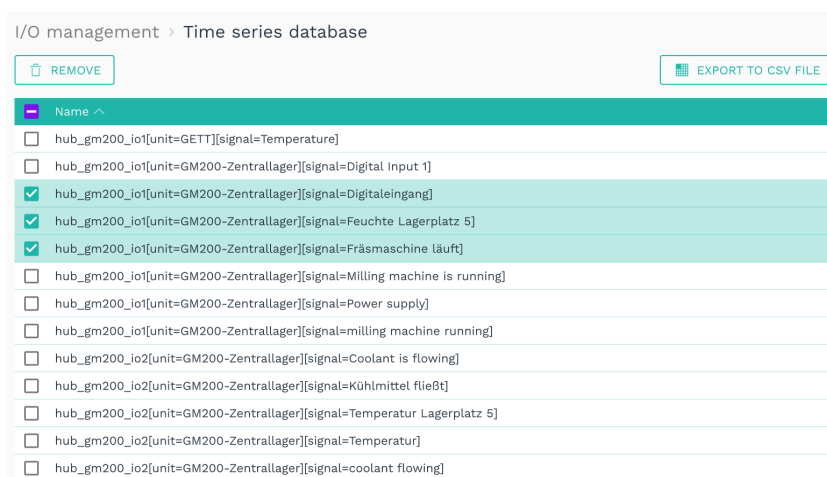 I/O management > Time series database
REMOVE
EXPORT TO CSV FILE
Name
hub_gm200_io1[unit=GETT][signal=Temperature]
hub_gm200_io1[unit=GM200-Zentrallager][signal=Digital Input 1]
hub_gm200_io1[unit=GM200-Zentrallager][signal=Digitaleingang]
hub_gm200_io1[unit=GM200-Zentrallager][signal=Feuchte Lagerplatz 5]
hub_gm200_io1[unit=GM200-Zentrallager][signal=Fräsmaschine läuft]
hub_gm200_io1[unit=GM200-Zentrallager][signal=Milling machine is running]
hub_gm200_io1[unit=GM200-Zentrallager][signal=Power supply]
hub_gm200_io1[unit=GM200-Zentrallager][signal=milling machine running]
hub_gm200_io2[unit=GM200-Zentrallager][signal=Coolant is flowing]
hub_gm200_io2[unit=GM200-Zentrallager][signal=Kühlmittel fließt]
hub_gm200_io2[unit=GM200-Zentrallager][signal=Temperatur Lagerplatz 5]
hub_gm200_io2[unit=GM200-Zentrallager][signal=Temperatur]
hub_gm200_io2[unit=GM200-Zentrallager][signal=coolant flowing]